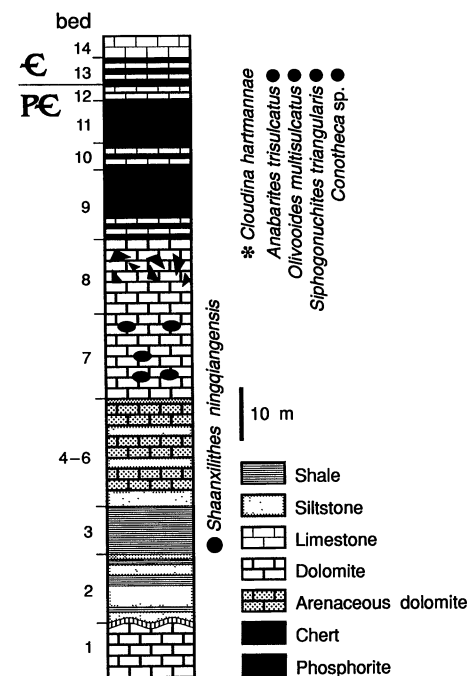 bed
14
Є
13
12
PЄ
11
10
9
8
7
4–6
3
2
1
* Cloudina hartmannae
Anabarites trisulcatus
Olivooides multisulcatus
Siphogonuchites triangularis
Conotheca sp.
Shaanxilithes ningqiangensis
10 m
Shale
Siltstone
Limestone
Dolomite
Arenaceous dolomite
Chert
Phosphorite